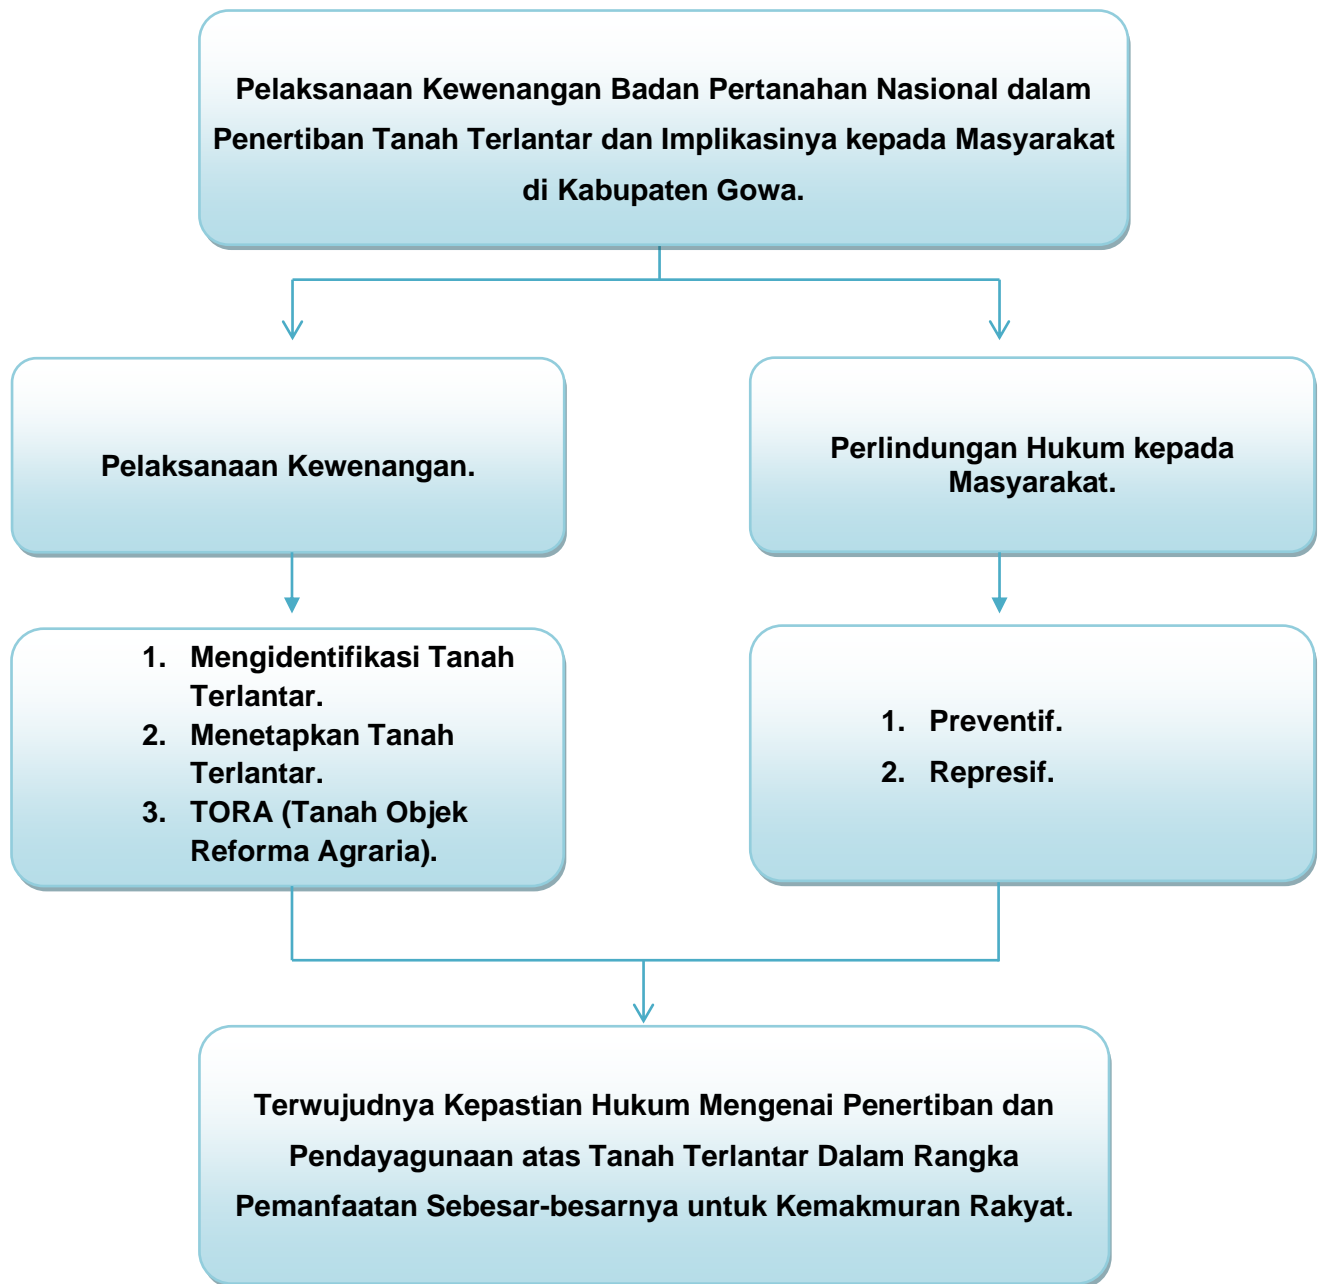 Pelaksanaan Kewenangan Badan Pertanahan Nasional dalam
Penertiban Tanah Terlantar dan Implikasinya kepada Masyarakat
di Kabupaten Gowa.
Pelaksanaan Kewenangan.
Perlindungan Hukum kepada
Masyarakat.
1. Mengidentifikasi Tanah
Terlantar.
2. Menetapkan Tanah
Terlantar.
3. TORA (Tanah Objek
Reforma Agraria).
1. Preventif.
2. Represif.
Terwujudnya Kepastian Hukum Mengenai Penertiban dan
Pendayagunaan atas Tanah Terlantar Dalam Rangka
Pemanfaatan Sebesar-besarnya untuk Kemakmuran Rakyat.